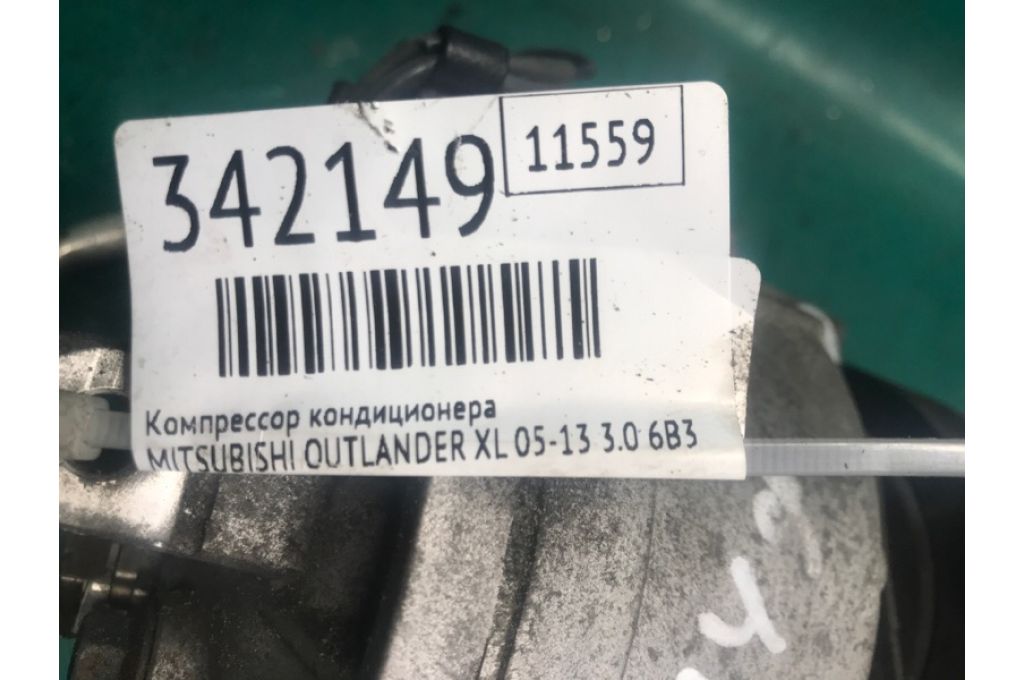 342149
11559
Компрессор кондиционера
MITSUBISHI OUTLANDER XL 05-13 3.0 6B3